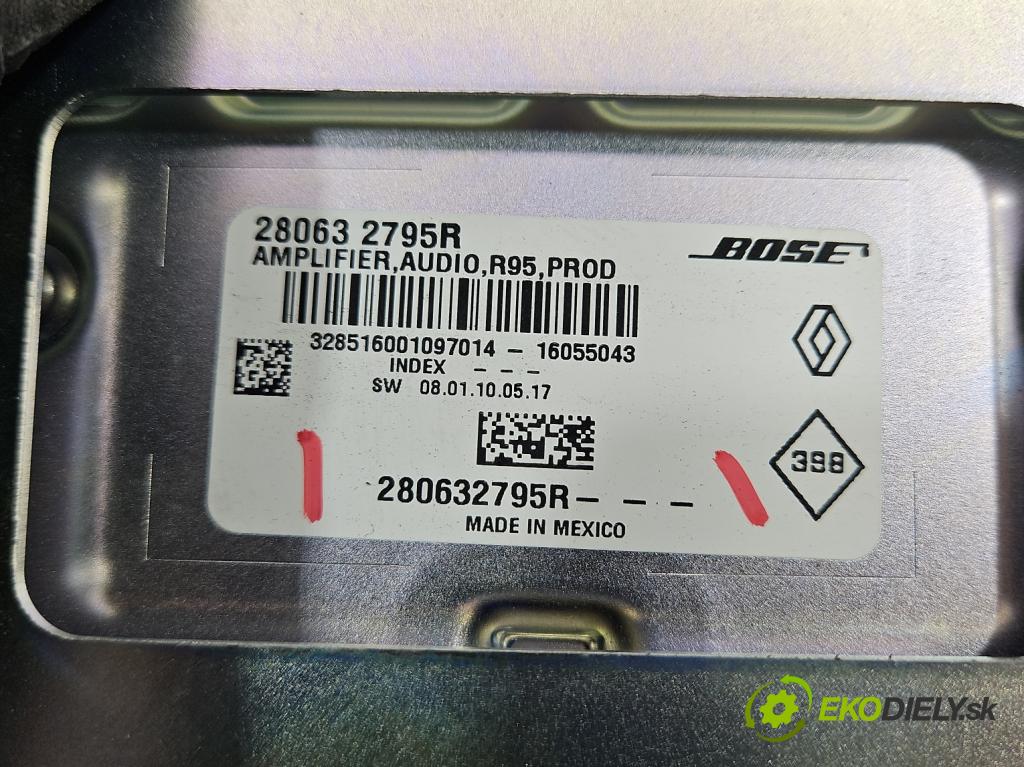 28063 2795R
BOSE
AMPLIFIER,AUDIO,R95,PROD
328516001097014 - 16055043
INDEX - - -
SW 08.01.10.05.17
398
280632795R- - -
MADE IN MEXICO
EKODIELY.sk